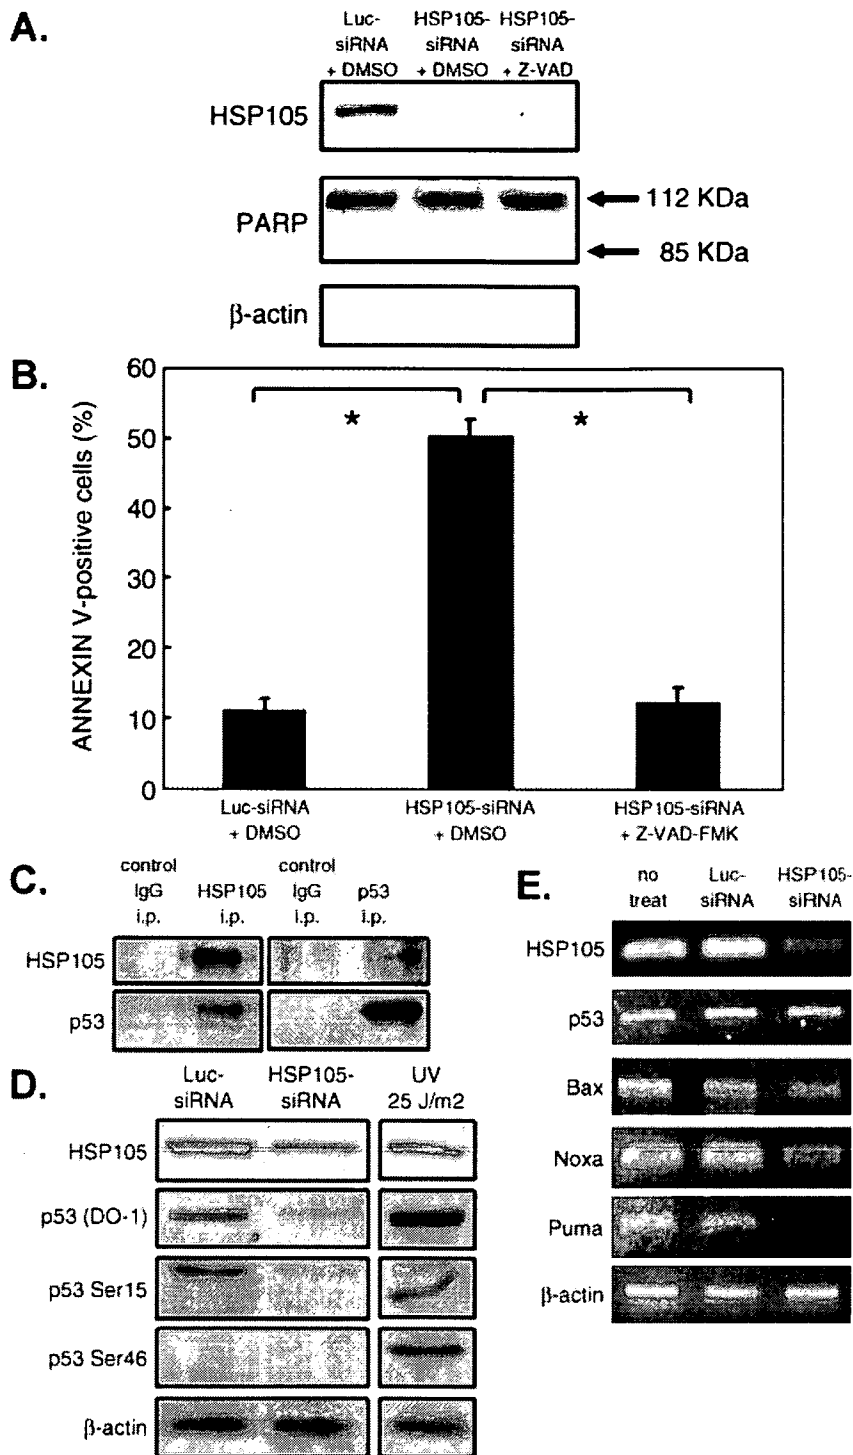 A.
Luc-siRNA + DMSO
HSP105-siRNA + DMSO
HSP105-siRNA + Z-VAD
HSP105
PARP
112 KDa
85 KDa
β-actin
B.
ANNEXIN V-positive cells (%)
60
50
40
30
20
10
0
* *
Luc-siRNA + DMSO
HSP105-siRNA + DMSO
HSP105-siRNA + Z-VAD-FMK
C.
control IgG i.p.
HSP105 i.p.
control IgG i.p.
p53 i.p.
HSP105
p53
D.
Luc-siRNA
HSP105-siRNA
UV 25 J/m2
HSP105
p53 (DO-1)
p53 Ser15
p53 Ser46
β-actin
E.
no treat
Luc-siRNA
HSP105-siRNA
HSP105
p53
Bax
Noxa
Puma
β-actin